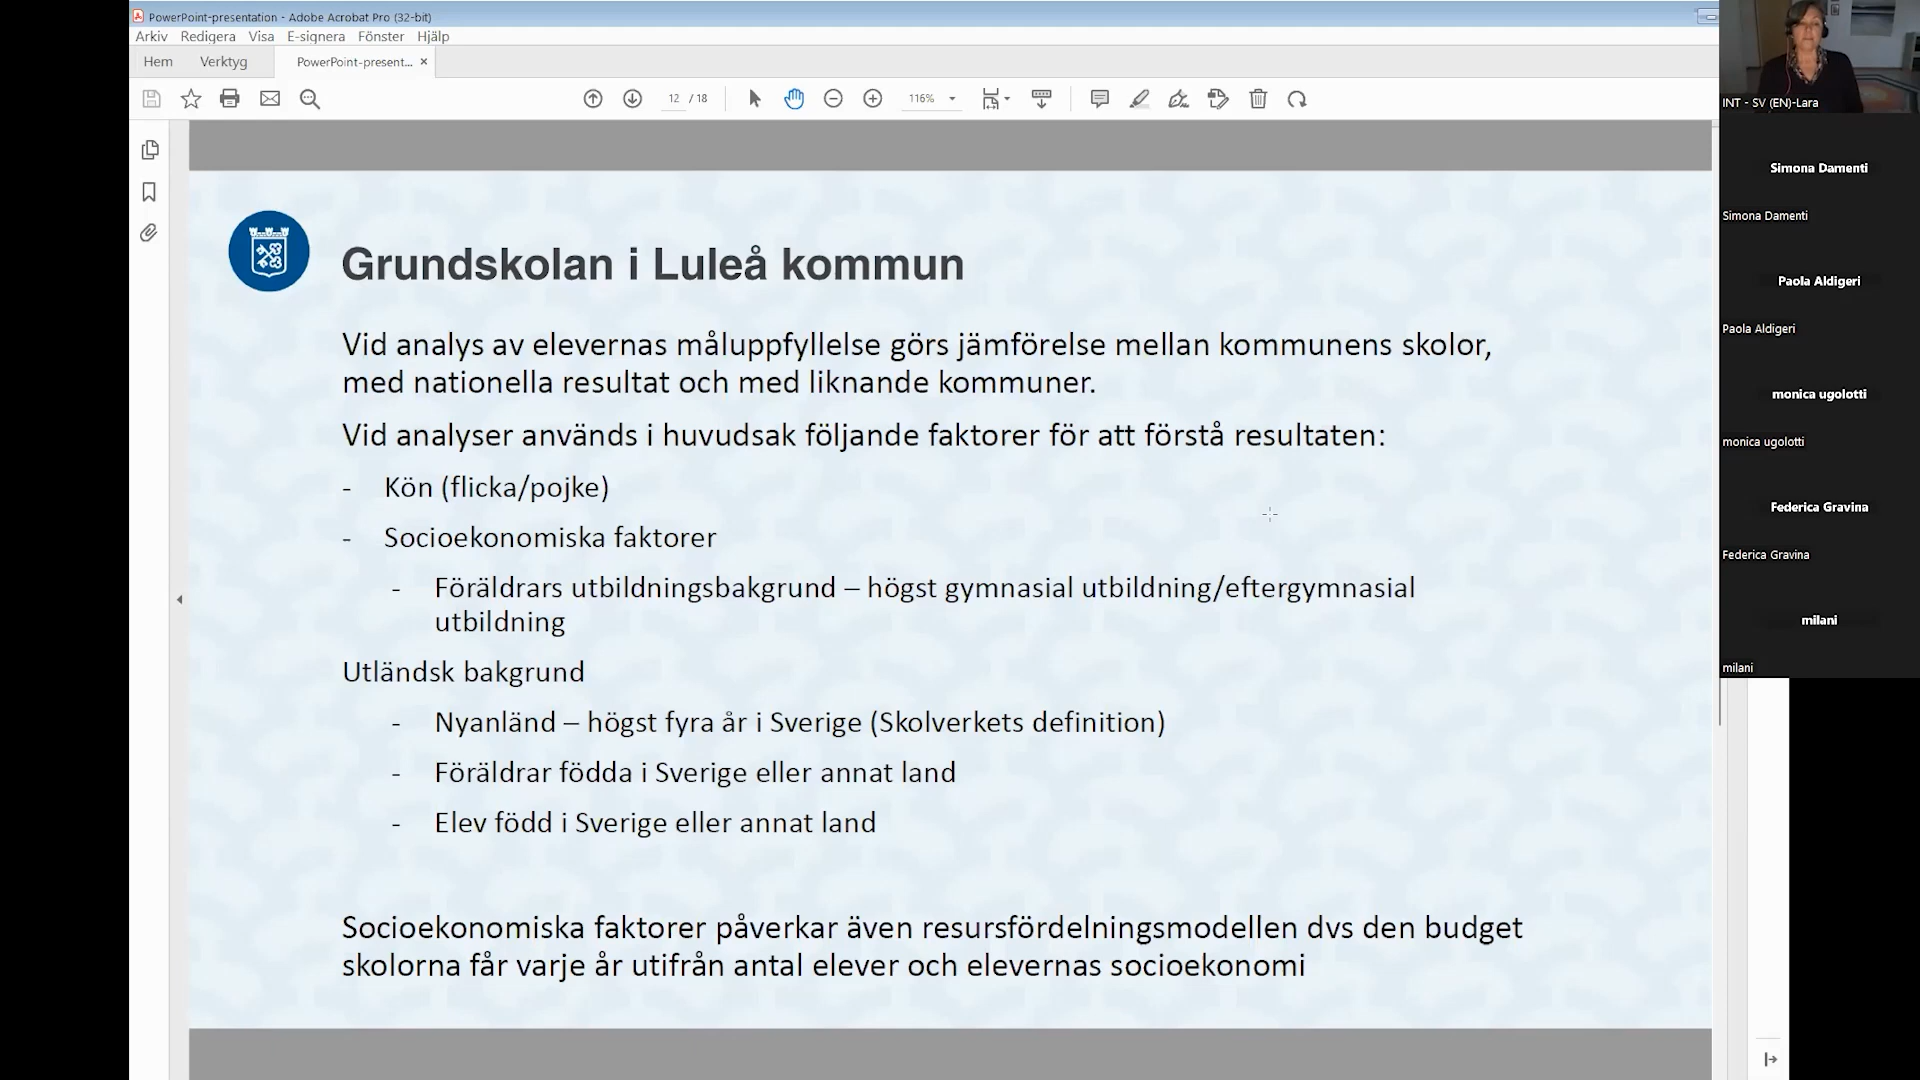 PowerPoint-presentation - Adobe Acrobat Pro (32-bit)
Arkiv Redigera Visa E-signera Fönster Hjälp
Hem Verktyg PowerPoint-present... ×
12 / 18 116%
Grundskolan i Luleå kommun
Vid analys av elevernas måluppfyllelse görs jämförelse mellan kommunens skolor,
med nationella resultat och med liknande kommuner.
Vid analyser används i huvudsak följande faktorer för att förstå resultaten:
- Kön (flicka/pojke)
- Socioekonomiska faktorer
- Föräldrars utbildningsbakgrund – högst gymnasial utbildning/eftergymnasial
utbildning
Utländsk bakgrund
- Nyanländ – högst fyra år i Sverige (Skolverkets definition)
- Föräldrar födda i Sverige eller annat land
- Elev född i Sverige eller annat land
Socioekonomiska faktorer påverkar även resursfördelningsmodellen dvs den budget
skolorna får varje år utifrån antal elever och elevernas socioekonomi
INT - SV (EN)-Lara
Simona Damenti
Simona Damenti
Paola Aldigeri
Paola Aldigeri
monica ugolotti
monica ugolotti
Federica Gravina
Federica Gravina
milani
milani